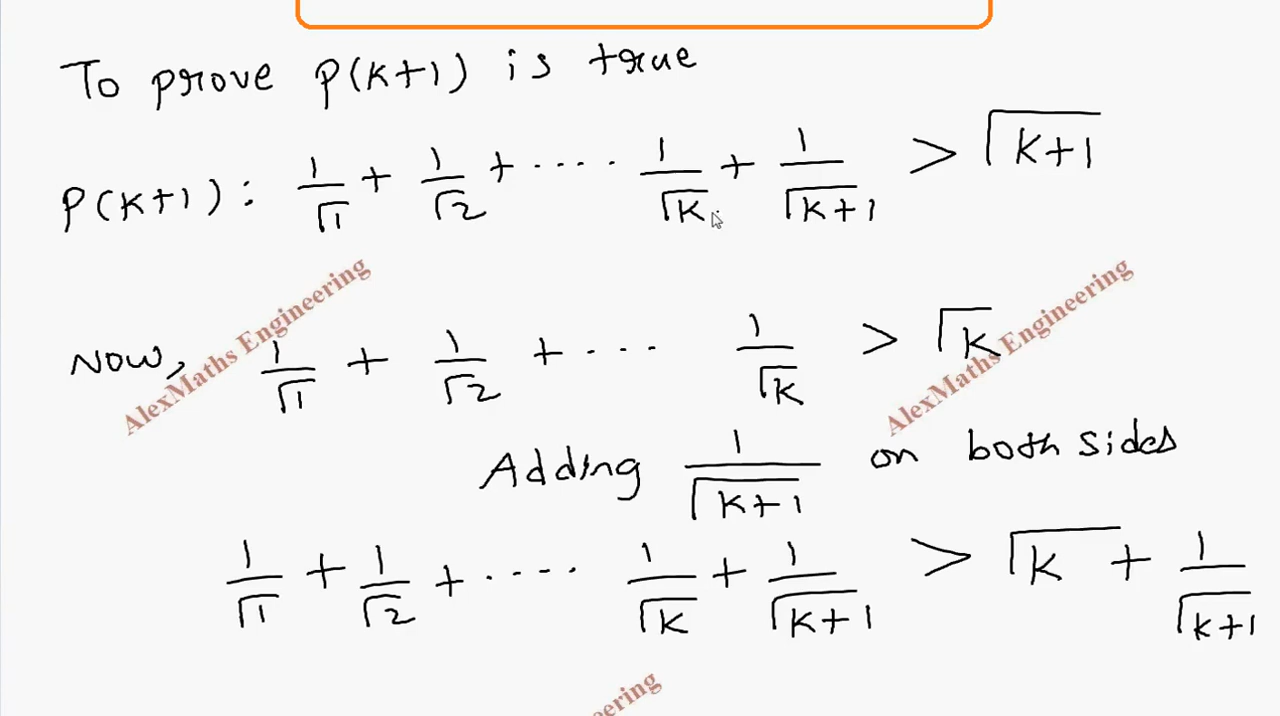 To prove P(K+1) is true
P(K+1) : 1/√1 + 1/√2 + ···· 1/√K + 1/√K+1 > √K+1
AlexMaths Engineering
AlexMaths Engineering
Now, 1/√1 + 1/√2 + ··· 1/√K > √K
Adding 1/√K+1 on both sides
1/√1 + 1/√2 + ···· 1/√K + 1/√K+1 > √K + 1/√K+1
eering